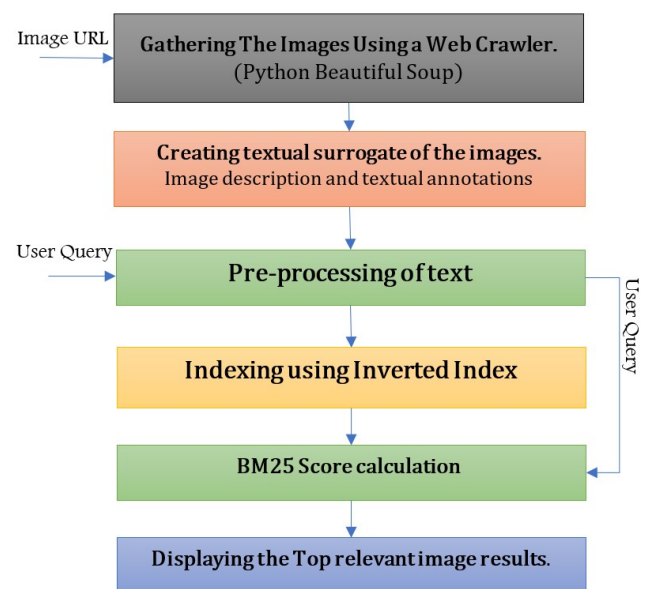 Image URL
Gathering The Images Using a Web Crawler.
(Python Beautiful Soup)
Creating textual surrogate of the images.
Image description and textual annotations
User Query
Pre-processing of text
User Query
Indexing using Inverted Index
BM25 Score calculation
Displaying the Top relevant image results.